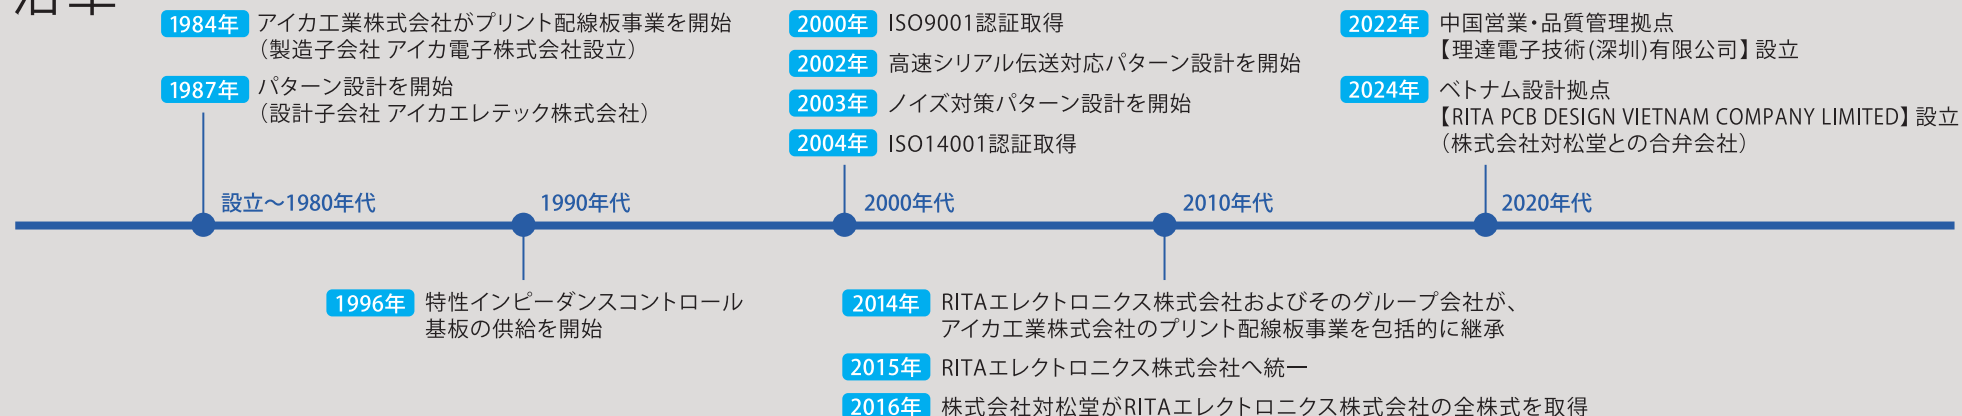 沿革
1984年 アイカ工業株式会社がプリント配線板事業を開始
（製造子会社 アイカ電子株式会社設立）
1987年 パターン設計を開始
（設計子会社 アイカエレテック株式会社）
2000年 ISO9001認証取得
2002年 高速シリアル伝送対応パターン設計を開始
2003年 ノイズ対策パターン設計を開始
2004年 ISO14001認証取得
2022年 中国営業・品質管理拠点
【理達電子技術(深圳)有限公司】設立
2024年 ベトナム設計拠点
【RITA PCB DESIGN VIETNAM COMPANY LIMITED】設立
（株式会社対松堂との合弁会社）
設立～1980年代
1990年代
2000年代
2010年代
2020年代
1996年 特性インピーダンスコントロール
基板の供給を開始
2014年 RITAエレクトロニクス株式会社およびそのグループ会社が、
アイカ工業株式会社のプリント配線板事業を包括的に継承
2015年 RITAエレクトロニクス株式会社へ統一
2016年 株式会社対松堂がRITAエレクトロニクス株式会社の全株式を取得